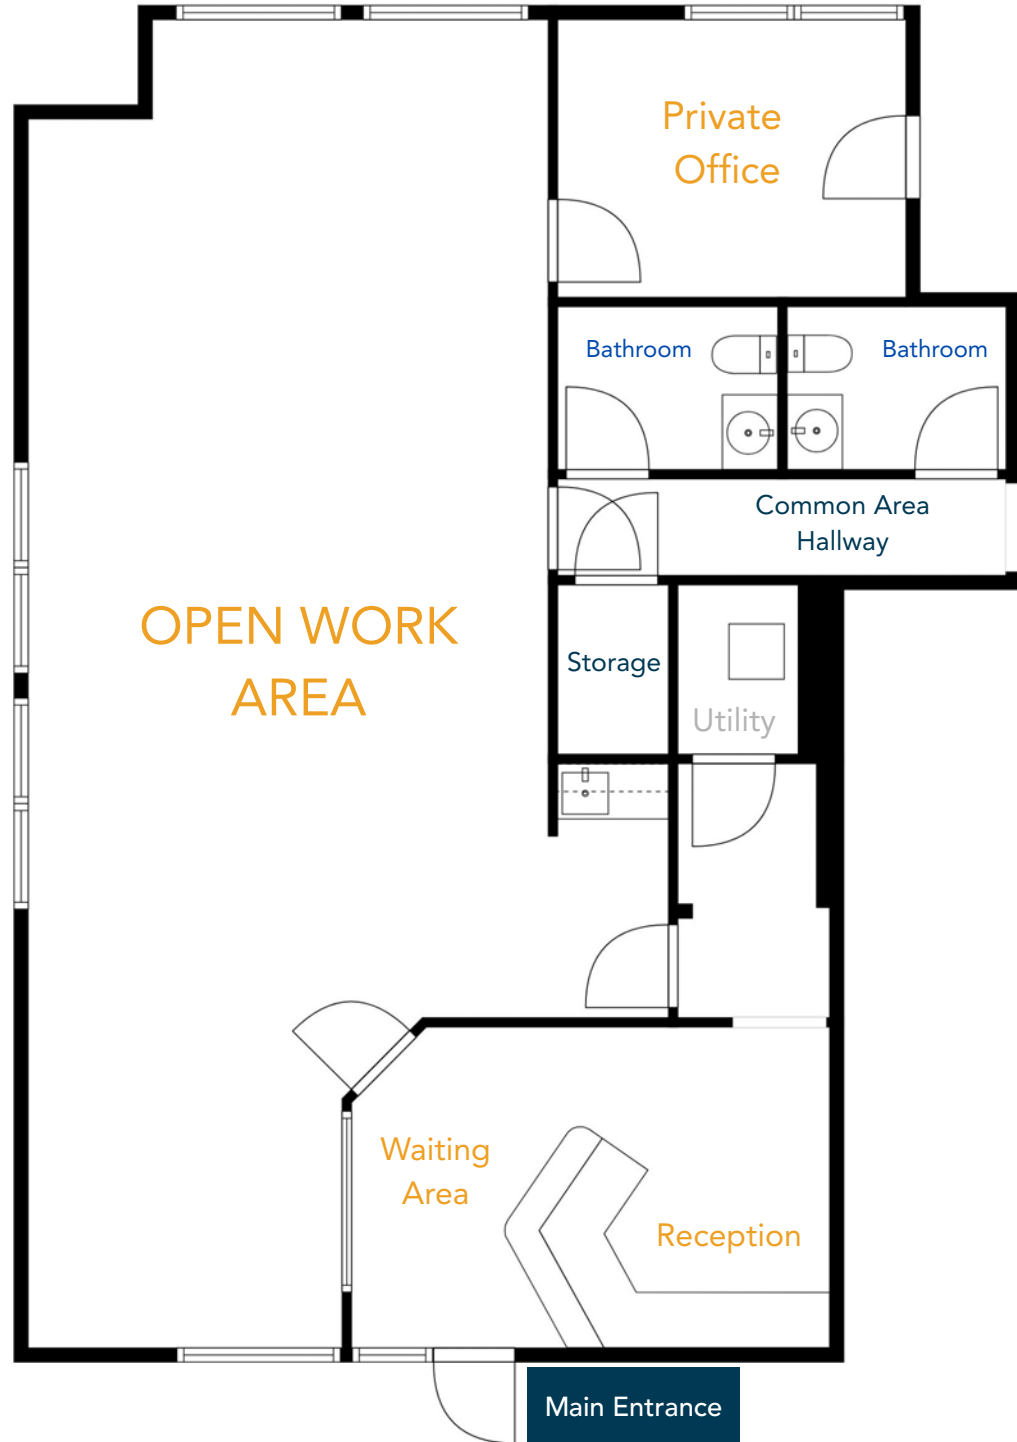 Private
Office
Bathroom
Bathroom
Common Area
Hallway
OPEN WORK
AREA
Storage
Utility
Waiting
Area
Reception
Main Entrance